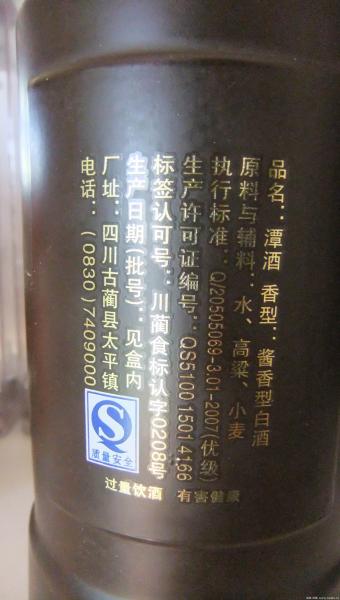 品名：潭酒 香型：酱香型白酒
原料与辅料：水、高粱、小麦
执行标准：Q/20505069-3.01-2007(优级)
生产许可证编号：QS5100 1501 4166
标签认可号：川蔺食标认字0208号
生产日期(批号)：见盒内
厂址：四川古蔺县太平镇
电话：(0830)7409000
质量安全
过量饮酒 有害健康